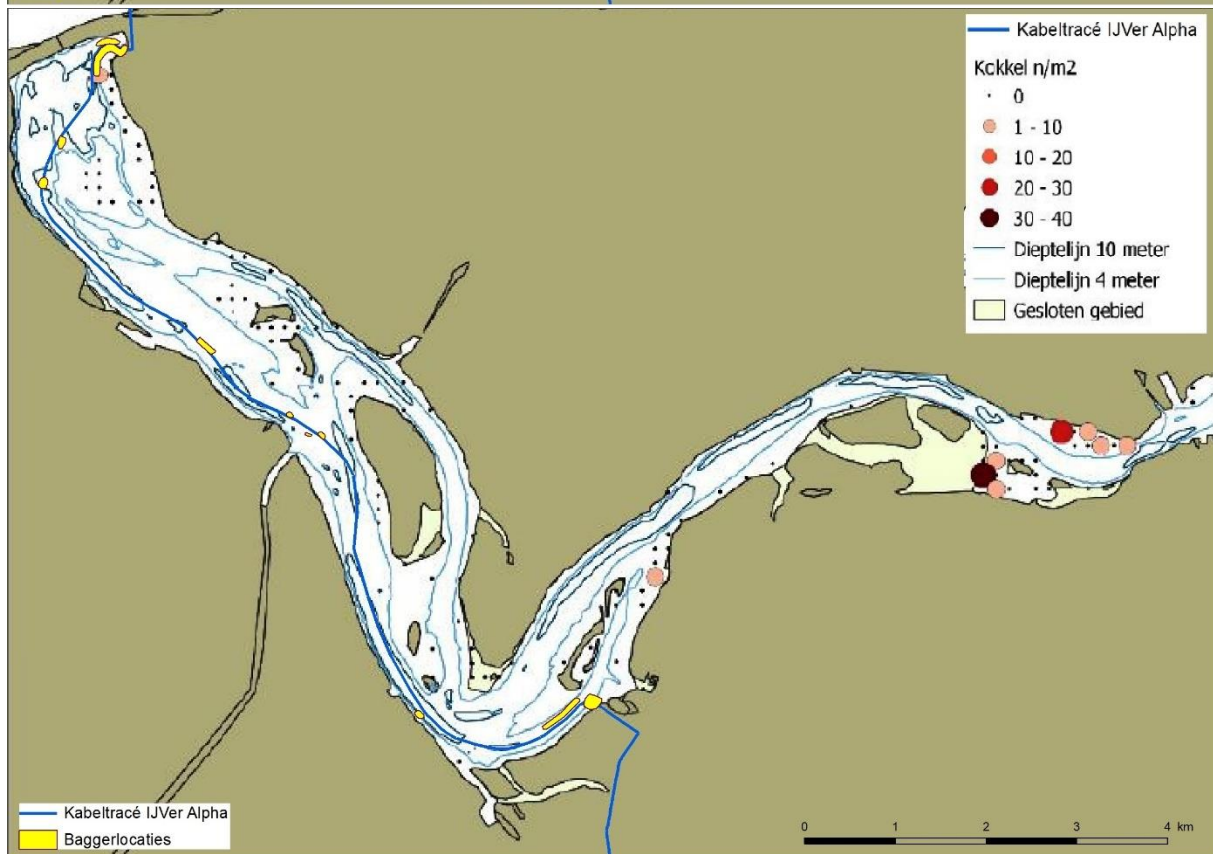 Kabeltracé IJVer Alpha
Kokkel n/m2
0
1 - 10
10 - 20
20 - 30
30 - 40
Dieptelijn 10 meter
Dieptelijn 4 meter
Gesloten gebied
Kabeltracé IJVer Alpha
Baggerlocaties
0 1 2 3 4 km